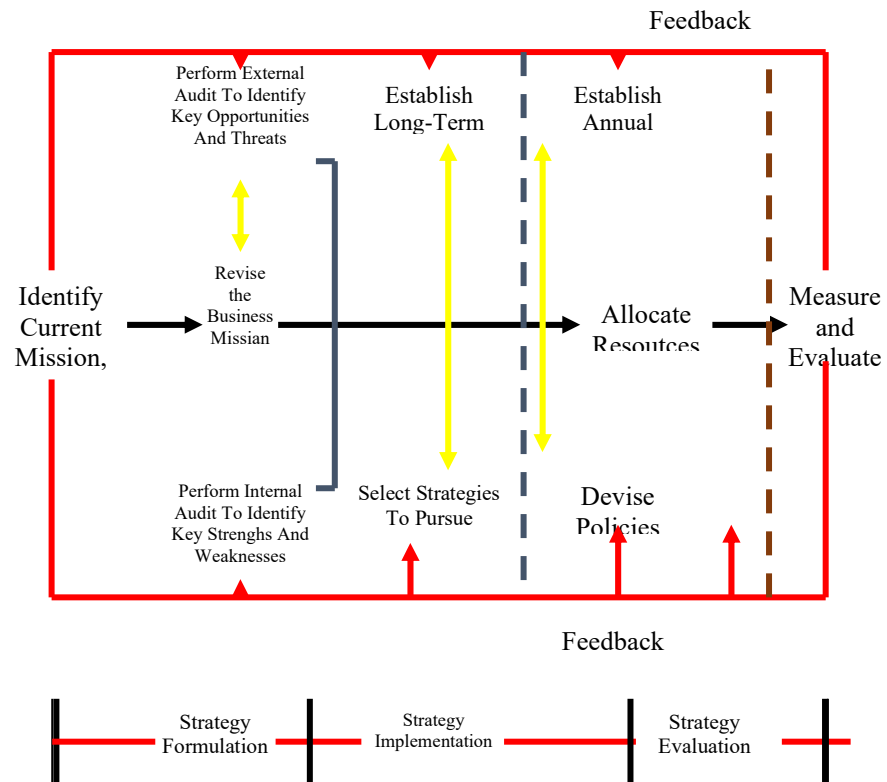 Feedback
Perform External
Audit To Identify
Key Opportunities
And Threats
Establish
Long-Term
Establish
Annual
Identify
Current
Mission,
Revise
the
Business
Missian
Allocate
Resoutces
Measure
and
Evaluate
Perform Internal
Audit To Identify
Key Strenghs And
Weaknesses
Select Strategies
To Pursue
Devise
Policies
Feedback
Strategy
Formulation
Strategy
Implementation
Strategy
Evaluation